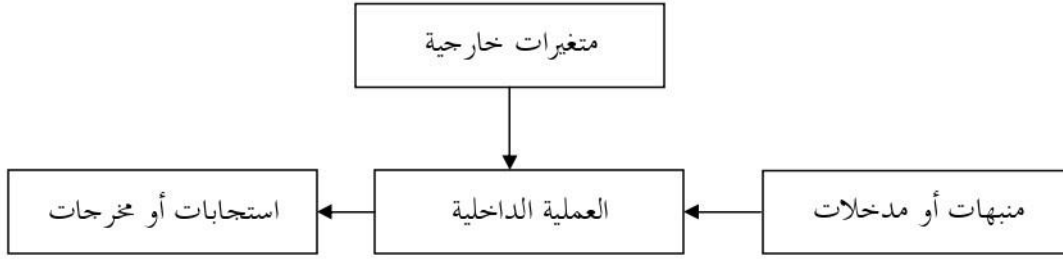 متغيرات خارجية
منبهات أو مدخلات
العملية الداخلية
استجابات أو مخرجات